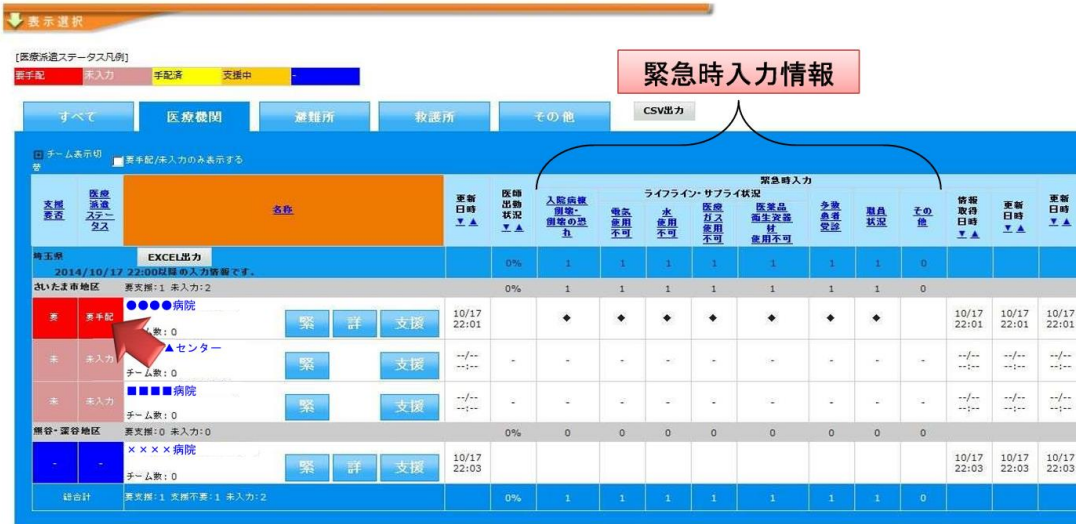 表示選択
[医療派遣ステータス凡例]
要手配 未入力 手配済 支援中 -
緊急時入力情報
すべて 医療機関 避難所 救護所 その他 CSV出力
チーム表示切替 要手配/未入力のみ表示する
緊急時入力
ライフライン・サプライ状況
支援要否 医療派遣ステータス 名称 更新日時▼▲ 医師出勤状況▼▲ 入院病棟倒壊・倒壊の恐れ 電気使用不可 水使用不可 医療ガス使用不可 医薬品衛生資器材使用不可 多数患者受診 職員状況 その他 情報取得日時▼▲ 更新日時▼▲ 更新日時▼▲
埼玉県 EXCEL出力
2014/10/17 22:00以降の入力情報です。
0% 1 1 1 1 1 1 1 0
さいたま市地区 要支援:1 未入力:2 0% 1 1 1 1 1 1 1 0
要 要手配 ●●●●病院 チーム数:0 緊 詳 支援 10/17 22:01 ◆ ◆ ◆ ◆ ◆ ◆ ◆ 10/17 22:01 10/17 22:01 10/17 22:01
未 未入力 ▲センター チーム数:0 緊 支援 --/-- --:-- - - - - - - - - - --/-- --:-- --/-- --:-- --/-- --:--
未 未入力 ■■■■病院 チーム数:0 緊 支援 --/-- --:-- - - - - - - - - - --/-- --:-- --/-- --:-- --/-- --:--
熊谷・深谷地区 要支援:0 未入力:0 0% 0 0 0 0 0 0 0 0
- - ××××病院 チーム数:0 緊 詳 支援 10/17 22:03 10/17 22:03 10/17 22:03 10/17 22:03
総合計 要支援:1 支援不要:1 未入力:2 0% 1 1 1 1 1 1 1 0